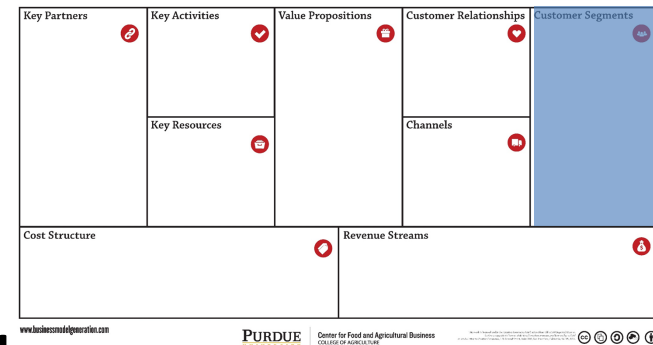 Key Partners
Key Activities
Value Propositions
Customer Relationships
Customer Segments
Key Resources
Channels
Cost Structure
Revenue Streams
www.businessmodelgeneration.com
PURDUE
Center for Food and Agricultural Business
COLLEGE OF AGRICULTURE
cc